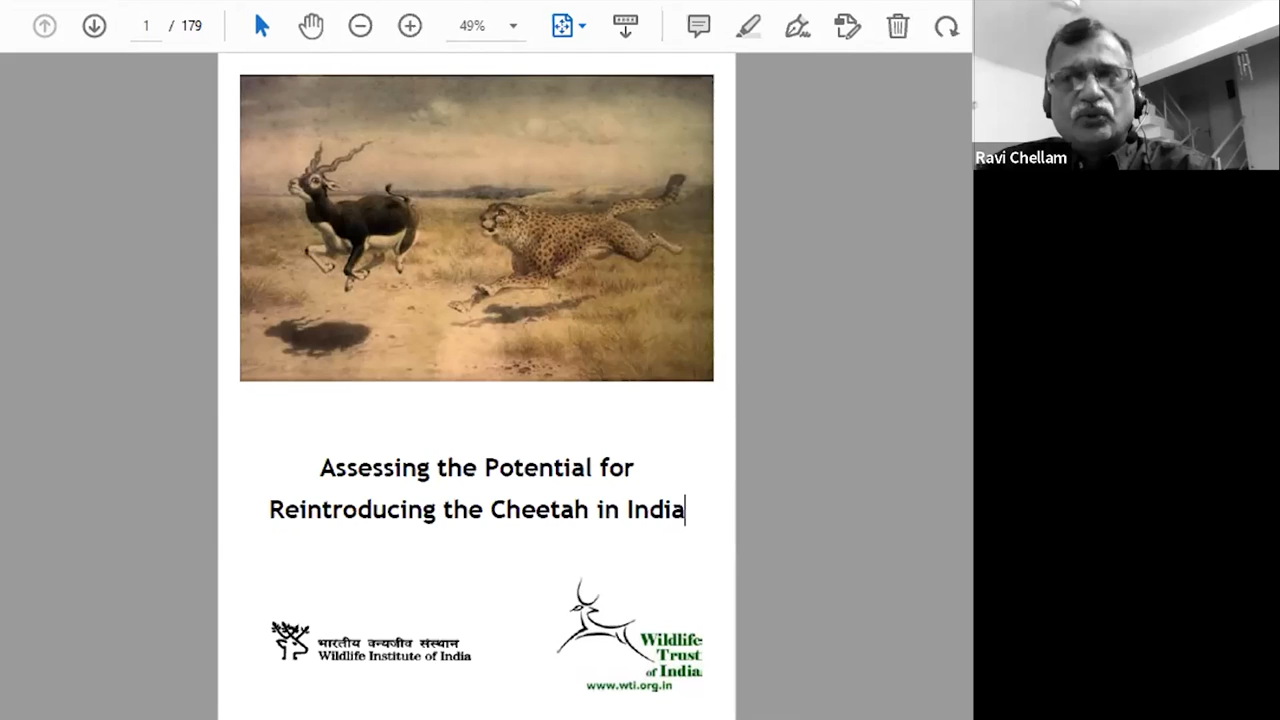 1 / 179
49%
Ravi Chellam
Assessing the Potential for
Reintroducing the Cheetah in India
भारतीय वन्यजीव संस्थान
Wildlife Institute of India
Wildlife
Trust
of India
www.wti.org.in